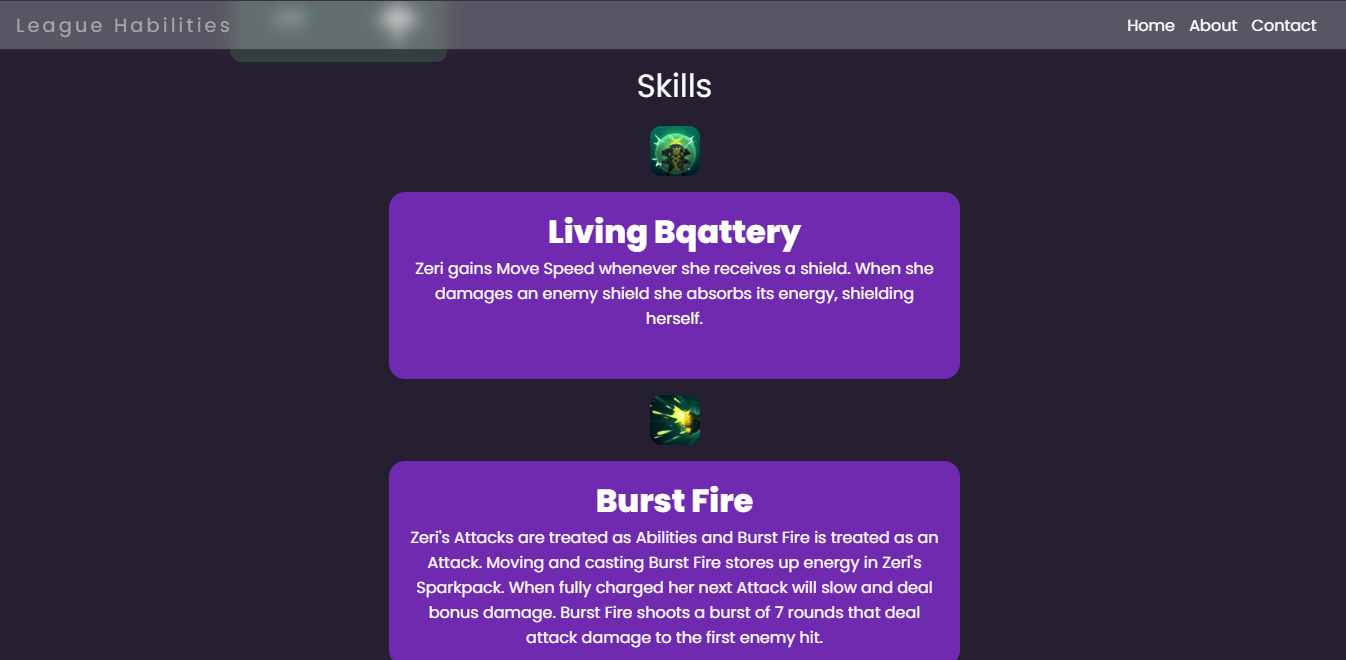 League Habilities
Home About Contact
Skills
Living Bqattery
Zeri gains Move Speed whenever she receives a shield. When she
damages an enemy shield she absorbs its energy, shielding
herself.
Burst Fire
Zeri's Attacks are treated as Abilities and Burst Fire is treated as an
Attack. Moving and casting Burst Fire stores up energy in Zeri's
Sparkpack. When fully charged her next Attack will slow and deal
bonus damage. Burst Fire shoots a burst of 7 rounds that deal
attack damage to the first enemy hit.